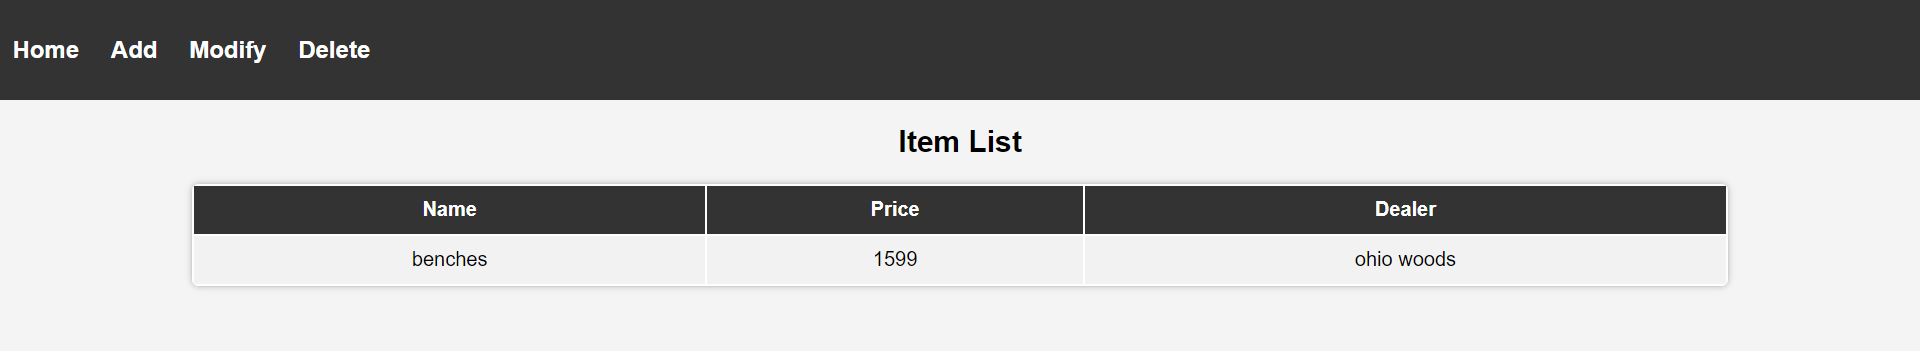 Home Add Modify Delete
Item List
Name Price Dealer
benches 1599 ohio woods